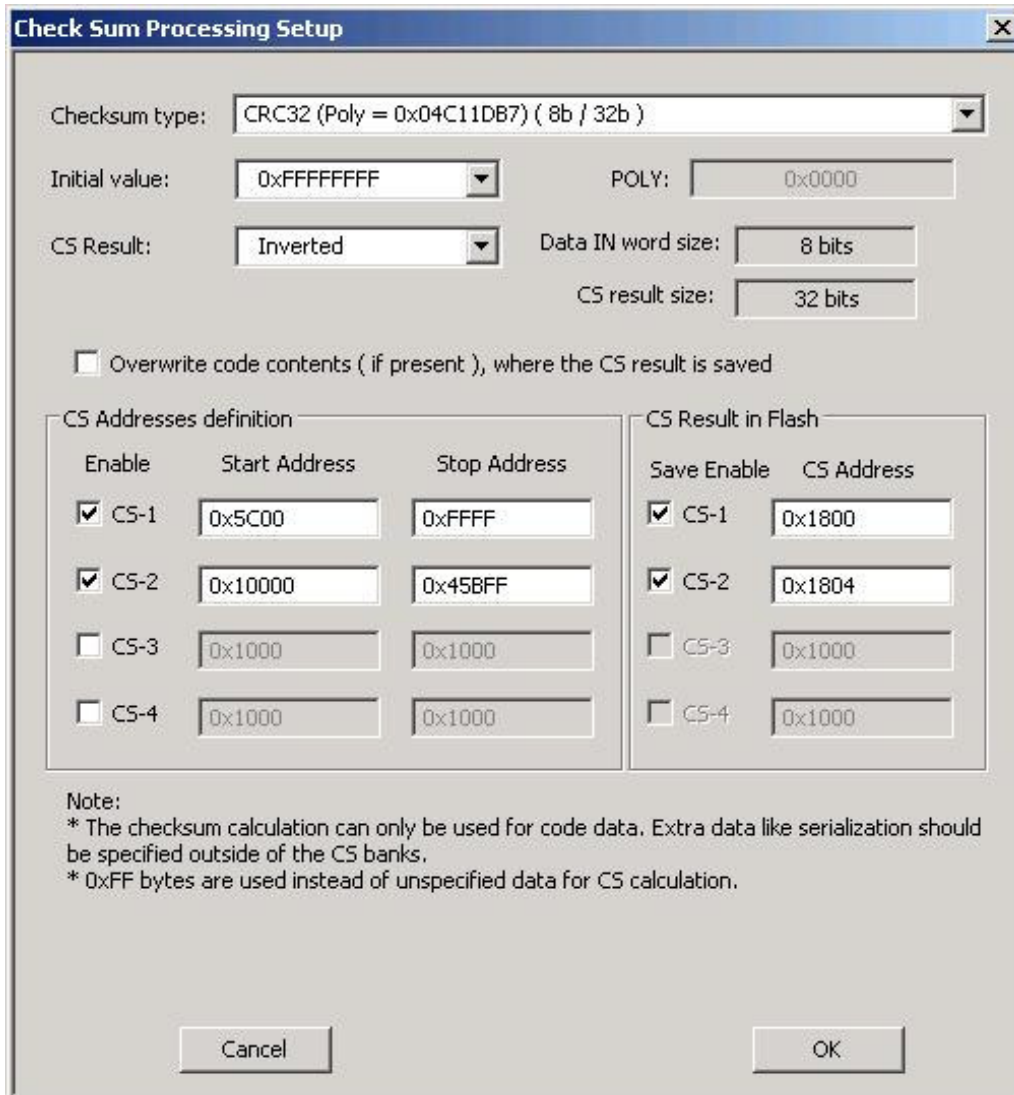 Check Sum Processing Setup
Checksum type: CRC32 (Poly = 0x04C11DB7) ( 8b / 32b )
Initial value: 0xFFFFFFFF POLY: 0x0000
CS Result: Inverted Data IN word size: 8 bits
CS result size: 32 bits
Overwrite code contents ( if present ), where the CS result is saved
CS Addresses definition CS Result in Flash
Enable Start Address Stop Address Save Enable CS Address
CS-1 0x5C00 0xFFFF CS-1 0x1800
CS-2 0x10000 0x45BFF CS-2 0x1804
CS-3 0x1000 0x1000 CS-3 0x1000
CS-4 0x1000 0x1000 CS-4 0x1000
Note:
* The checksum calculation can only be used for code data. Extra data like serialization should
be specified outside of the CS banks.
* 0xFF bytes are used instead of unspecified data for CS calculation.
Cancel OK